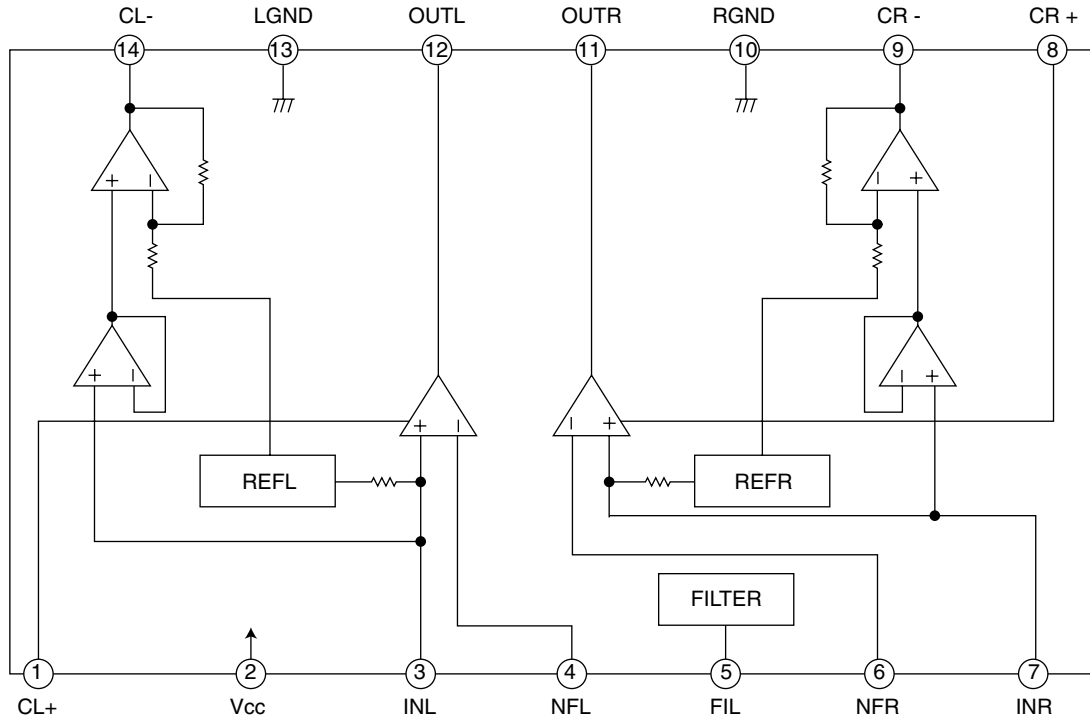 CL- LGND OUTL OUTR RGND CR - CR +
14 13 12 11 10 9 8
+ − − +
+ − − +
+ − − +
REFL REFR
FILTER
1 2 3 4 5 6 7
CL+ Vcc INL NFL FIL NFR INR